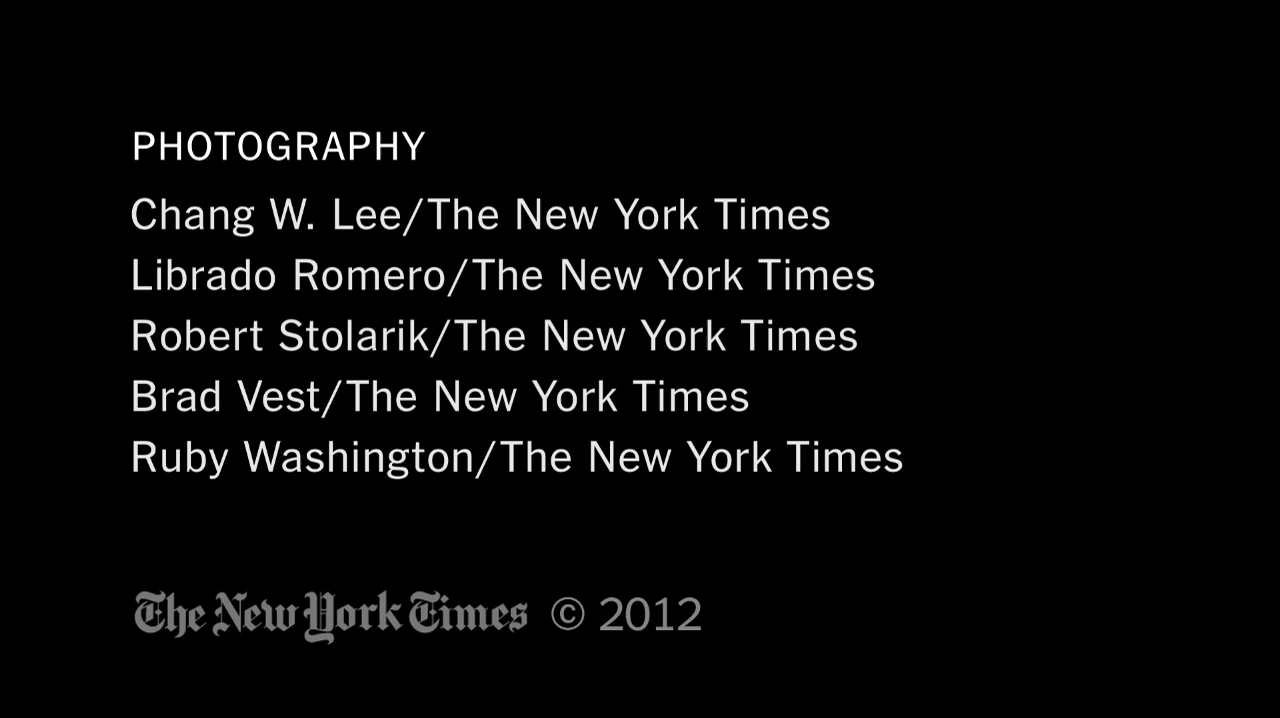 PHOTOGRAPHY
Chang W. Lee/The New York Times
Librado Romero/The New York Times
Robert Stolarik/The New York Times
Brad Vest/The New York Times
Ruby Washington/The New York Times
The New York Times © 2012